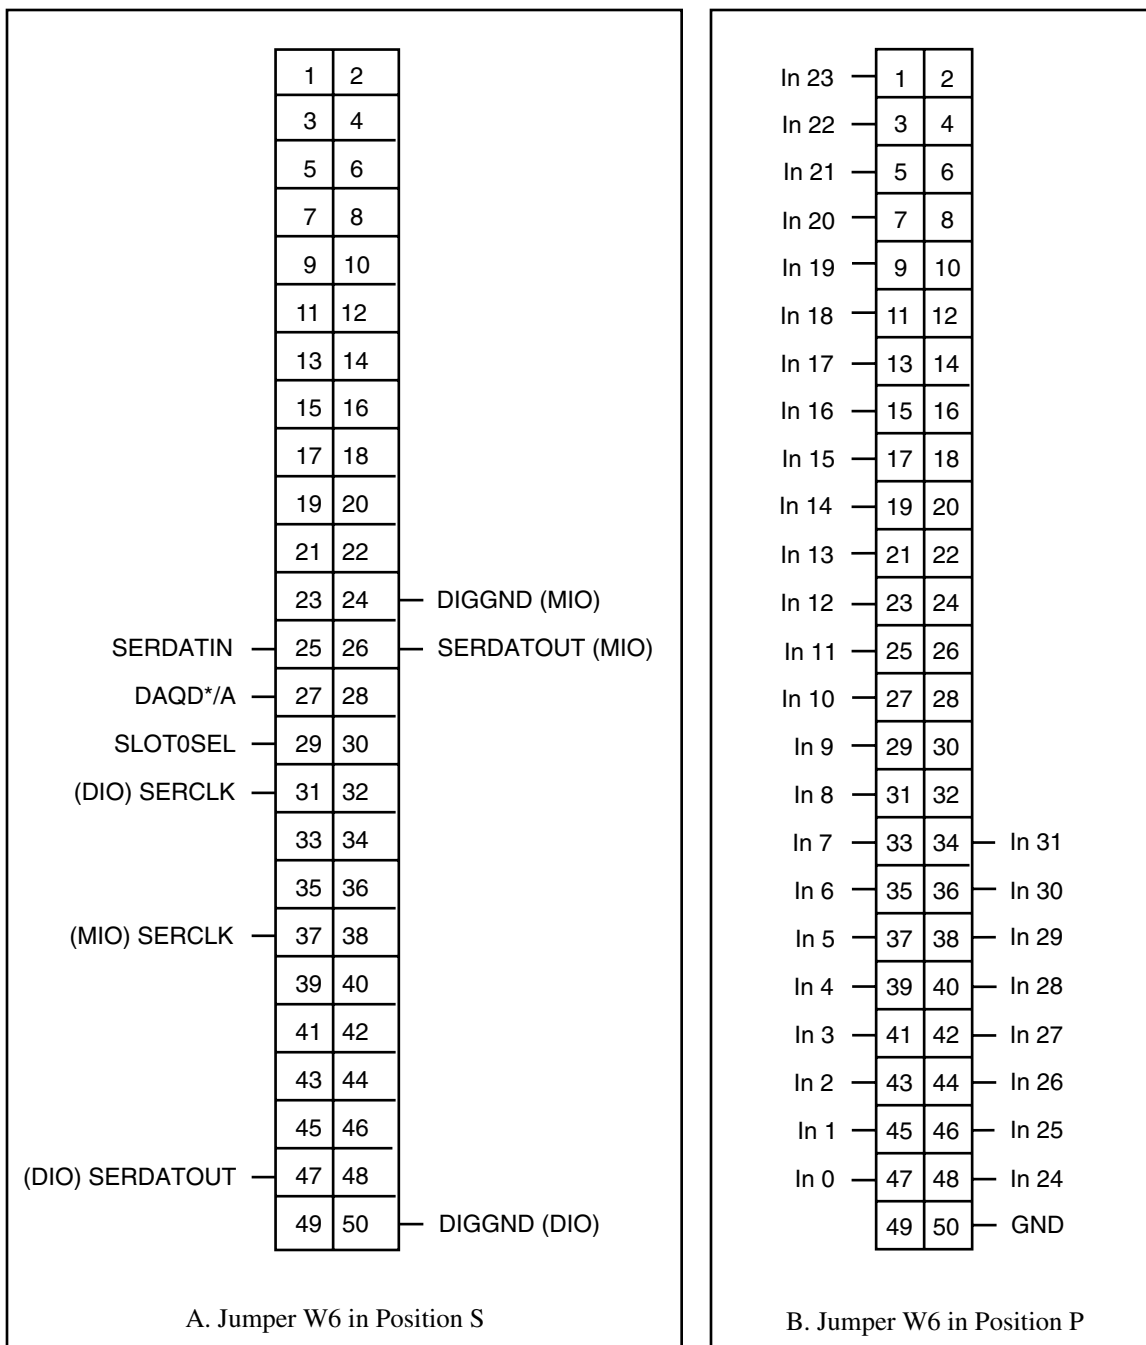 1 2
3 4
5 6
7 8
9 10
11 12
13 14
15 16
17 18
19 20
21 22
23 24 DIGGND (MIO)
SERDATIN 25 26 SERDATOUT (MIO)
DAQD*/A 27 28
SLOT0SEL 29 30
(DIO) SERCLK 31 32
33 34
35 36
(MIO) SERCLK 37 38
39 40
41 42
43 44
45 46
(DIO) SERDATOUT 47 48
49 50 DIGGND (DIO)
A. Jumper W6 in Position S
In 23 1 2
In 22 3 4
In 21 5 6
In 20 7 8
In 19 9 10
In 18 11 12
In 17 13 14
In 16 15 16
In 15 17 18
In 14 19 20
In 13 21 22
In 12 23 24
In 11 25 26
In 10 27 28
In 9 29 30
In 8 31 32
In 7 33 34 In 31
In 6 35 36 In 30
In 5 37 38 In 29
In 4 39 40 In 28
In 3 41 42 In 27
In 2 43 44 In 26
In 1 45 46 In 25
In 0 47 48 In 24
49 50 GND
B. Jumper W6 in Position P